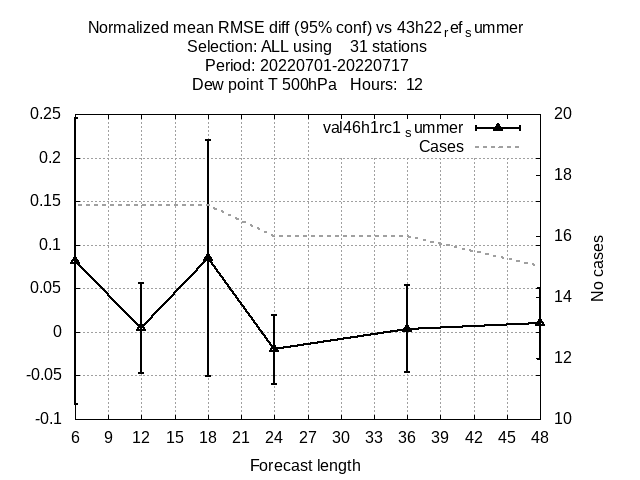 Normalized mean RMSE diff (95% conf) vs 43h22refsummer
Selection: ALL using    31 stations
Period: 20220701-20220717
Dew point T 500hPa   Hours:  12
val46h1rc1summer
Cases
0.25
0.2
0.15
0.1
0.05
0
-0.05
-0.1
20
18
16
14
12
10
No cases
6 9 12 15 18 21 24 27 30 33 36 39 42 45 48
Forecast length